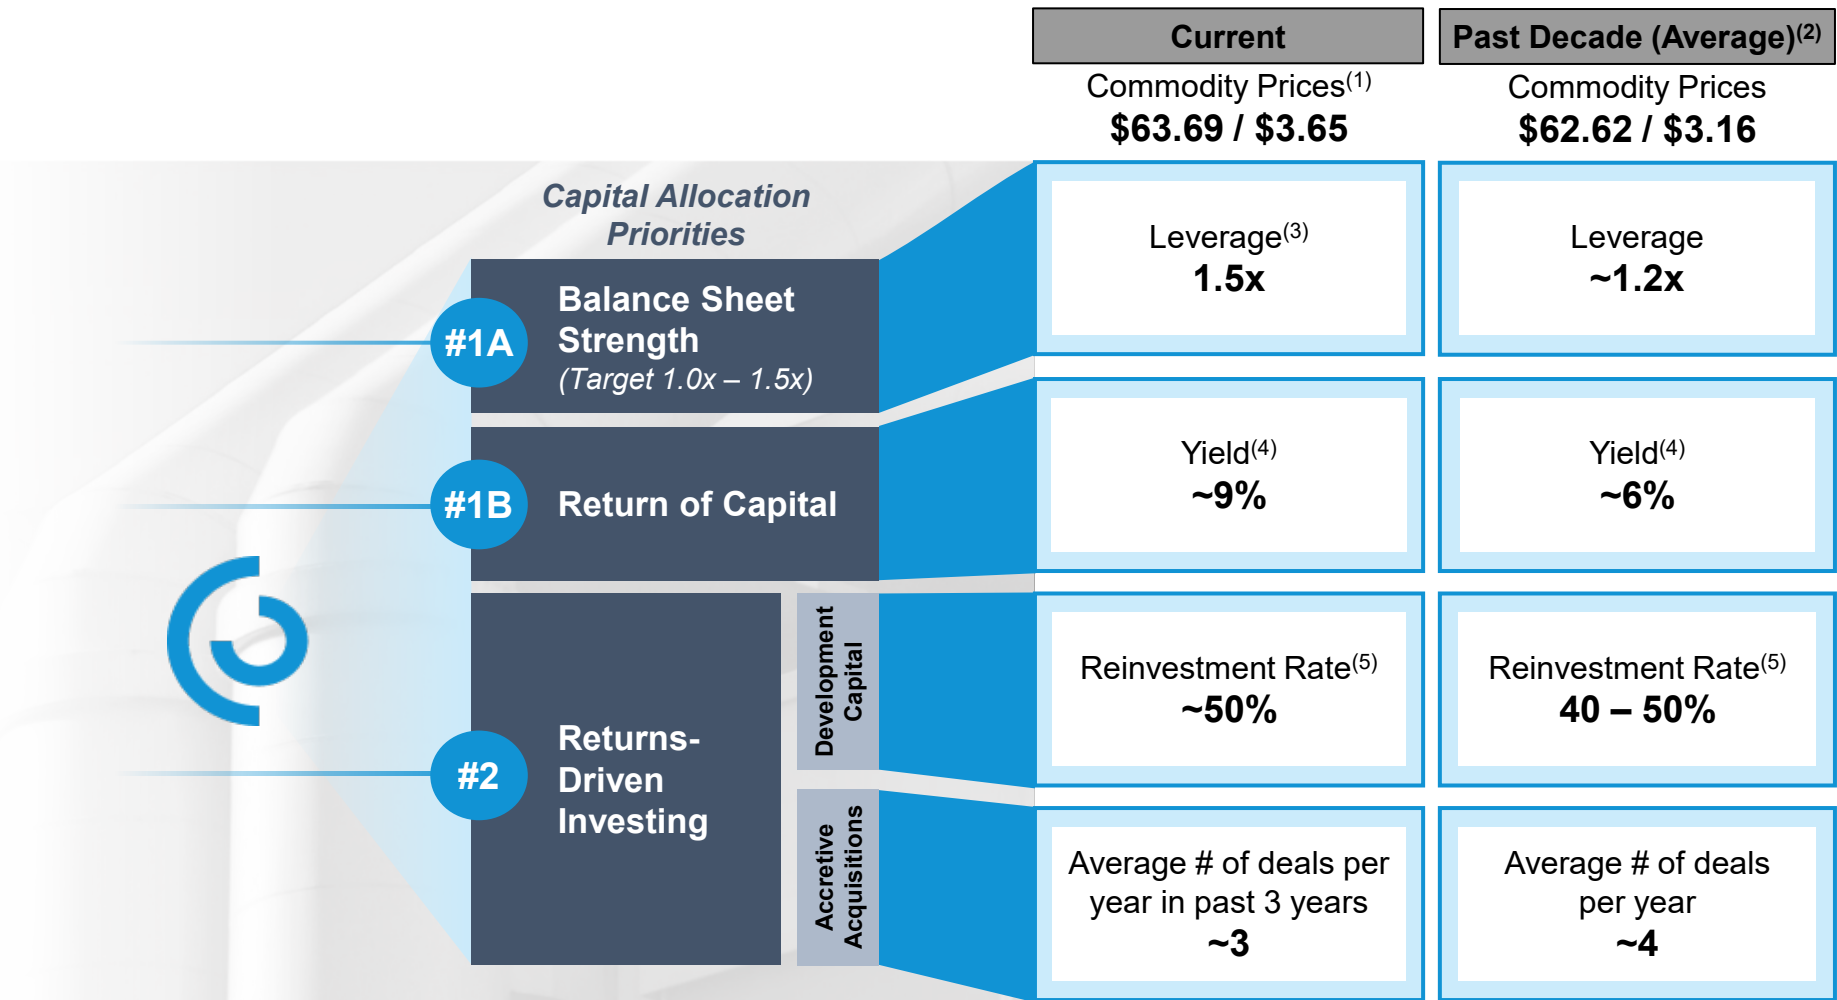 Current
Past Decade (Average)(2)
Commodity Prices(1)
$63.69 / $3.65
Commodity Prices
$62.62 / $3.16
Capital Allocation
Priorities
#1A
Balance Sheet
Strength
(Target 1.0x – 1.5x)
Leverage(3)
1.5x
Leverage
~1.2x
#1B
Return of Capital
Yield(4)
~9%
Yield(4)
~6%
#2
Returns-
Driven
Investing
Development
Capital
Reinvestment Rate(5)
~50%
Reinvestment Rate(5)
40 – 50%
Accretive
Acquisitions
Average # of deals per
year in past 3 years
~3
Average # of deals
per year
~4